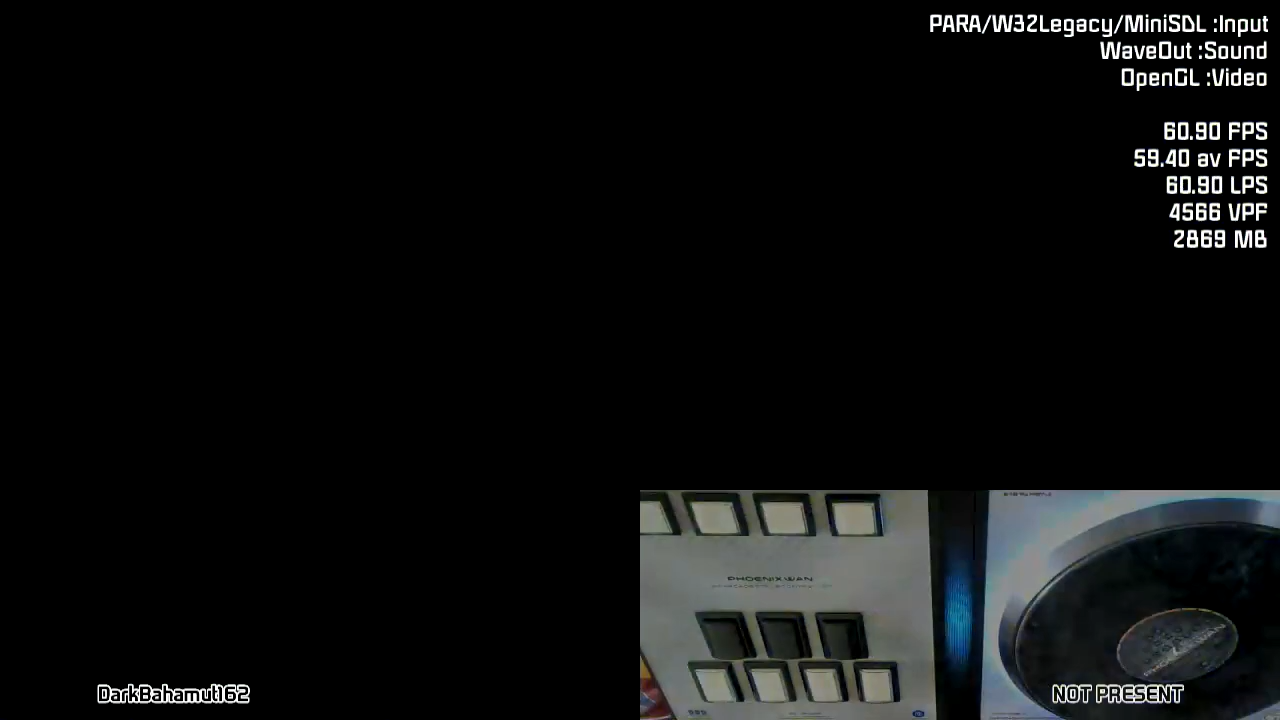 PARA/W32Legacy/MiniSDL :Input
WaveOut :Sound
OpenGL :Video
60.90 FPS
59.40 av FPS
60.90 LPS
4566 VPF
2869 MB
PHOENIXWAN
PHOENIXWAN
DarkBahamut162
NOT PRESENT